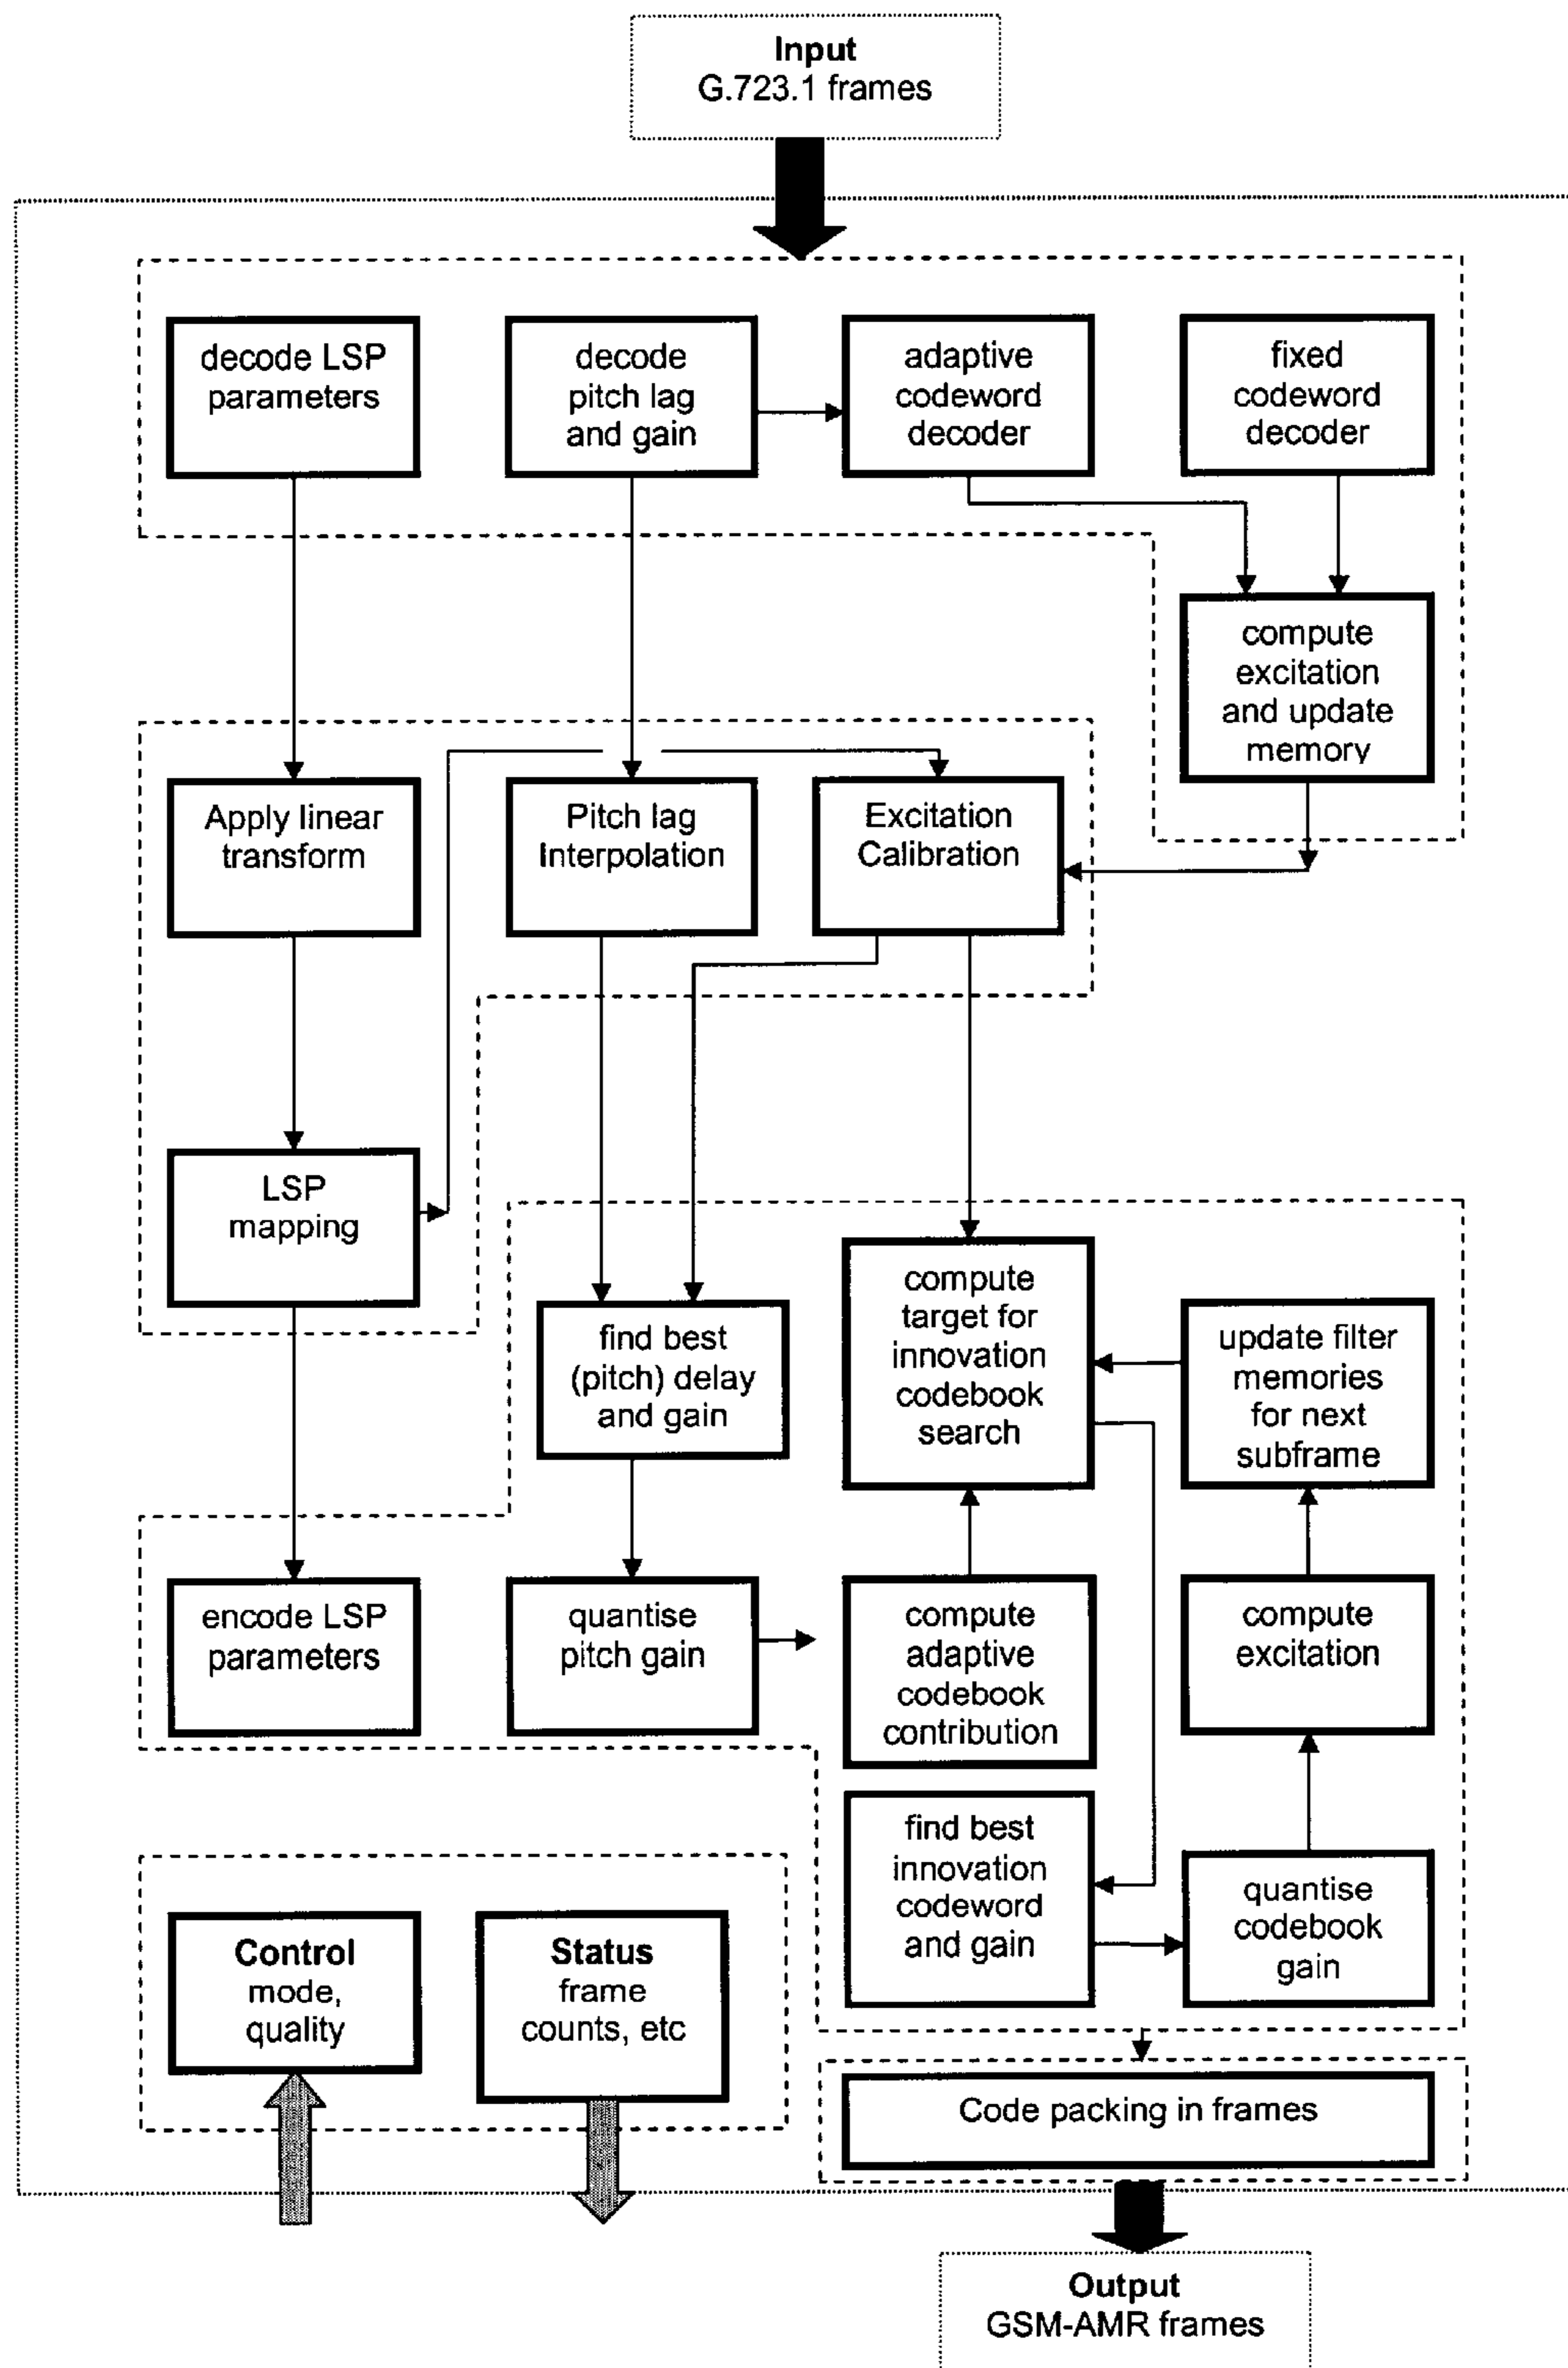 Input
G.723.1 frames
decode LSP
parameters
decode
pitch lag
and gain
adaptive
codeword
decoder
fixed
codeword
decoder
compute
excitation
and update
memory
Apply linear
transform
Pitch lag
Interpolation
Excitation
Calibration
LSP
mapping
find best
(pitch) delay
and gain
compute
target for
innovation
codebook
search
update filter
memories
for next
subframe
encode LSP
parameters
quantise
pitch gain
compute
adaptive
codebook
contribution
compute
excitation
find best
innovation
codeword
and gain
quantise
codebook
gain
Control
mode,
quality
Status
frame
counts, etc
Code packing in frames
Output
GSM-AMR frames